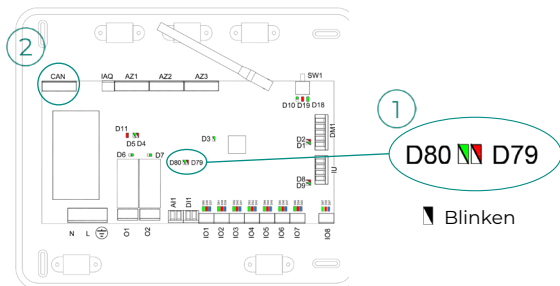 2
CAN
IAQ AZ1 AZ2 AZ3
SW1
D10 D19 D18
1
D11
D5 D4
D3
D2
D1
DM1
D6 D7
D80 D79
D80 D79
D8
D9
IU
Blinken
AI1 DI1
N L O1 O2
IO1 IO2 IO3 IO4 IO5 IO6 IO7 IO8